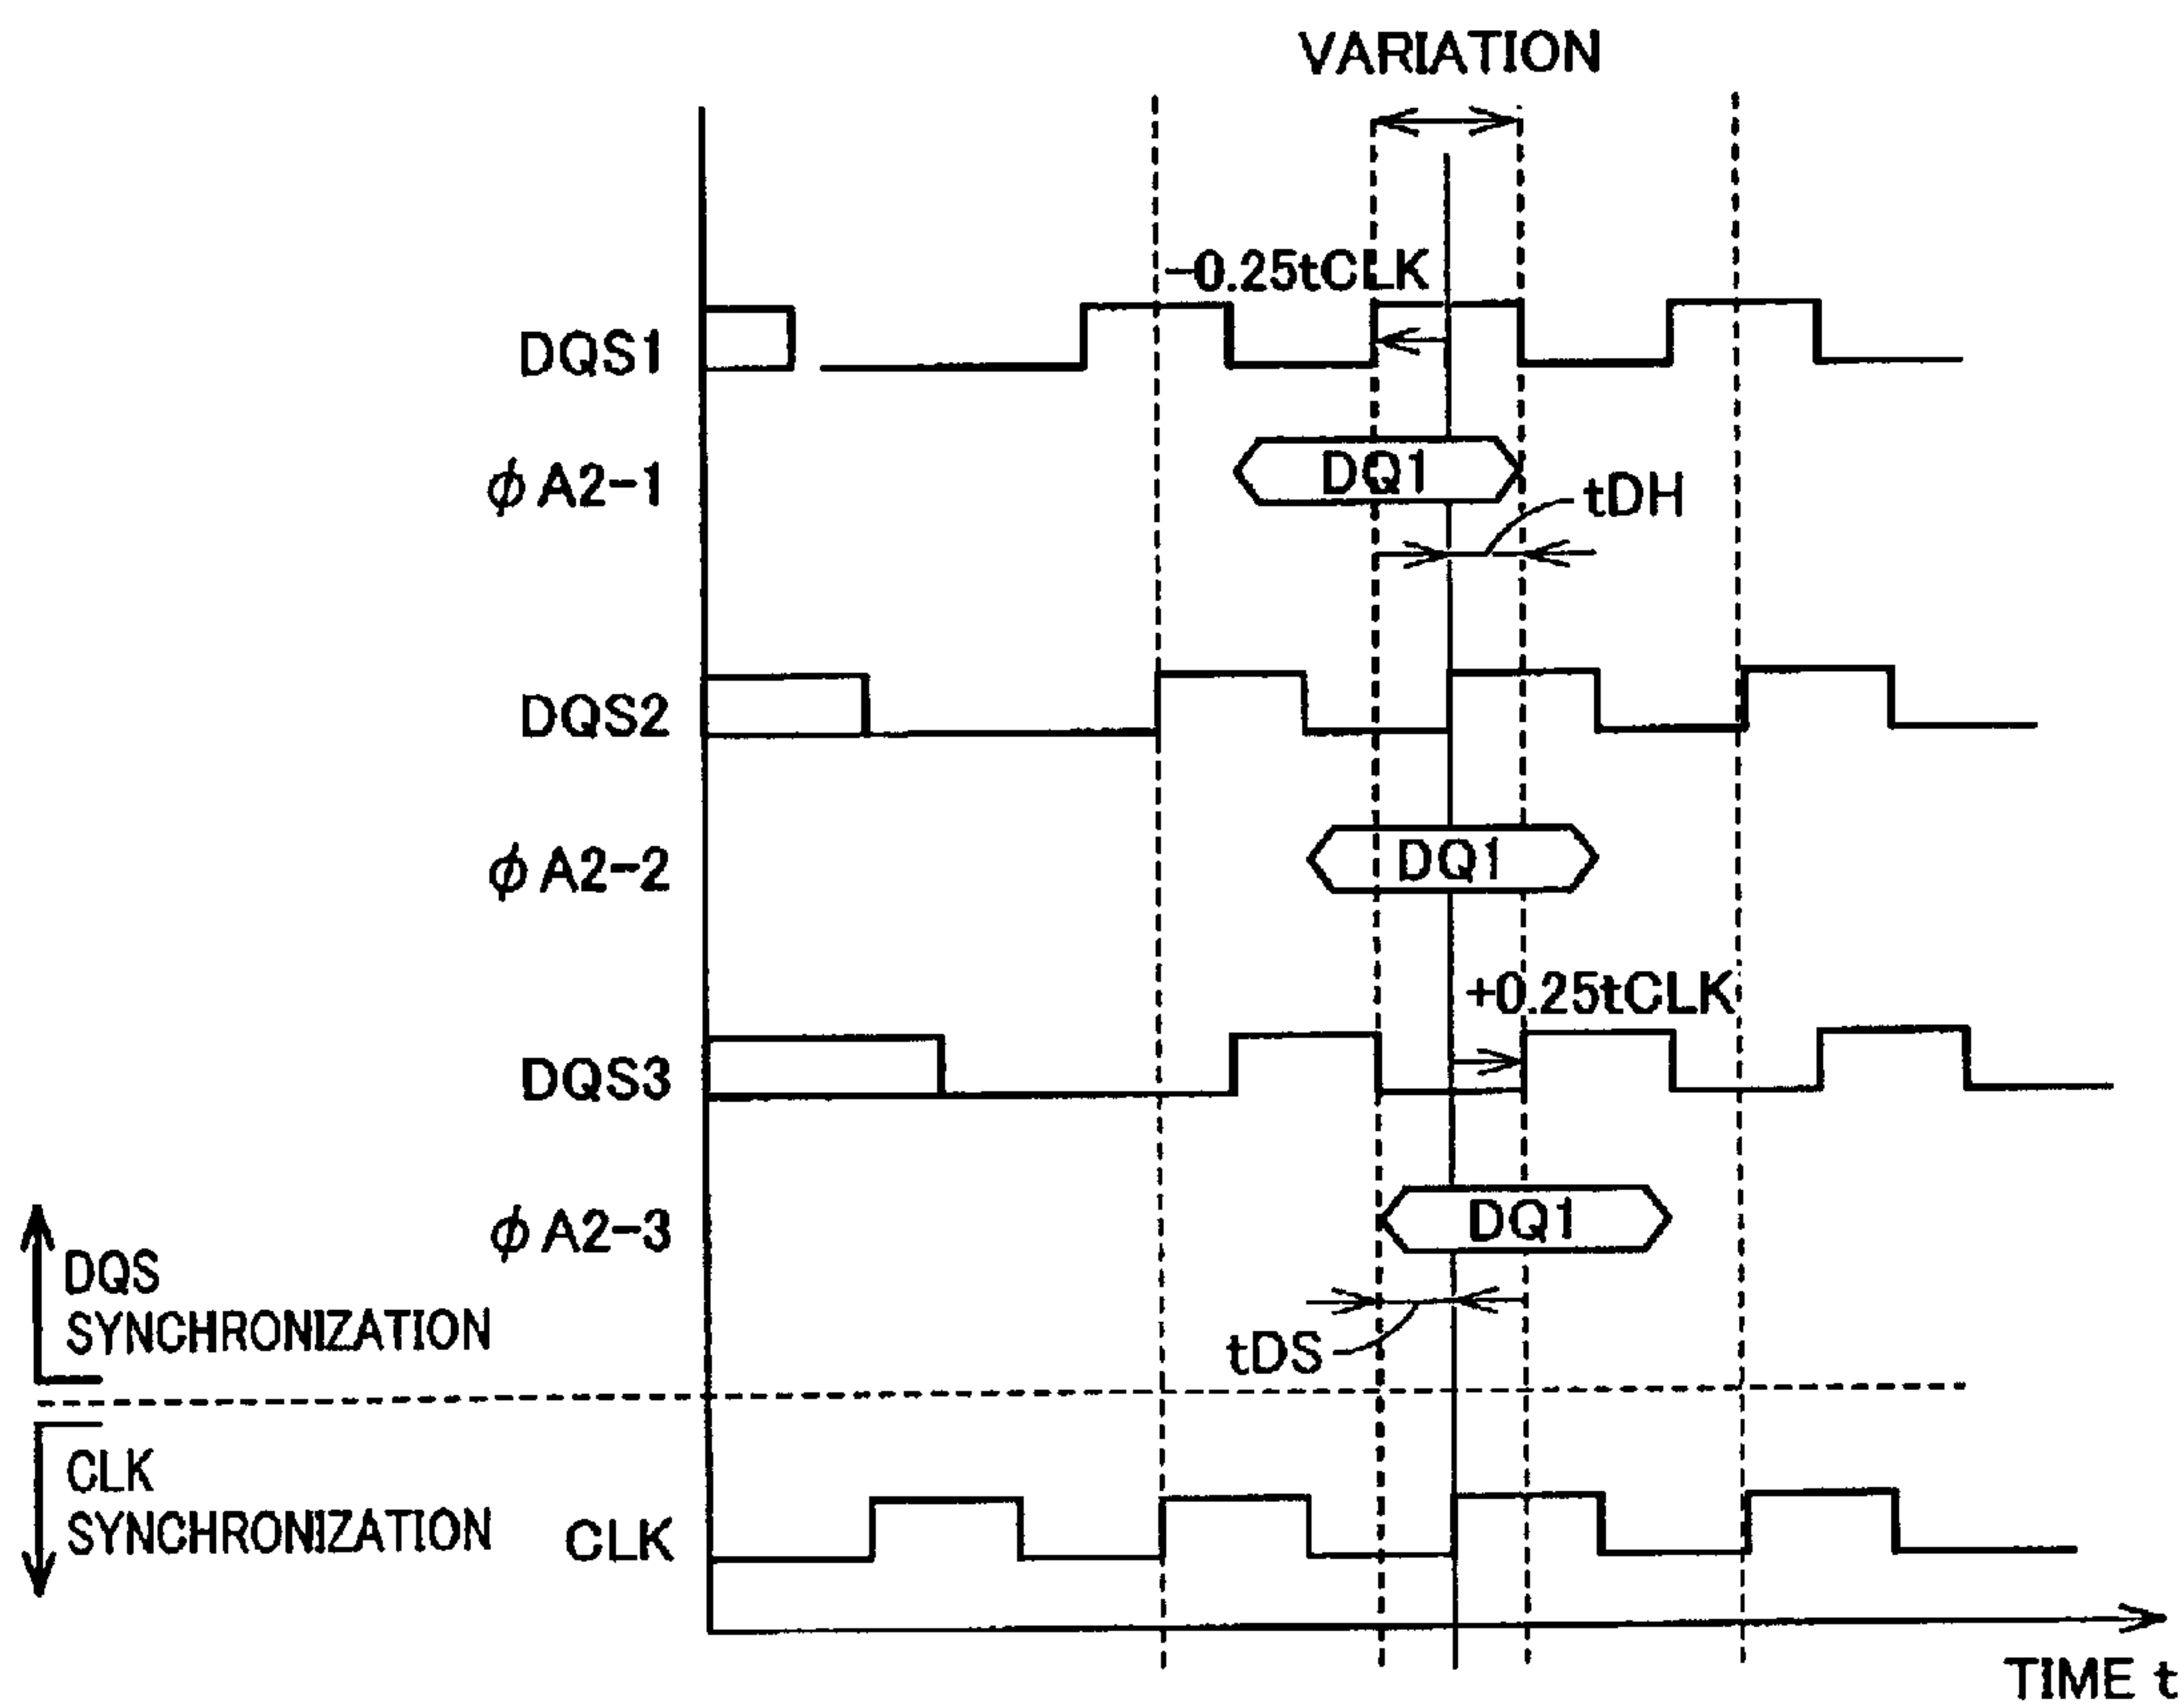 VARIATION
-0.25tCLK
DQS1
DQ1
φA2-1
tDH
DQS2
DQ1
φA2-2
+0.25tCLK
DQS3
DQ1
φA2-3
DQS
SYNCHRONIZATION
tDS
CLK
SYNCHRONIZATION
CLK
TIME t